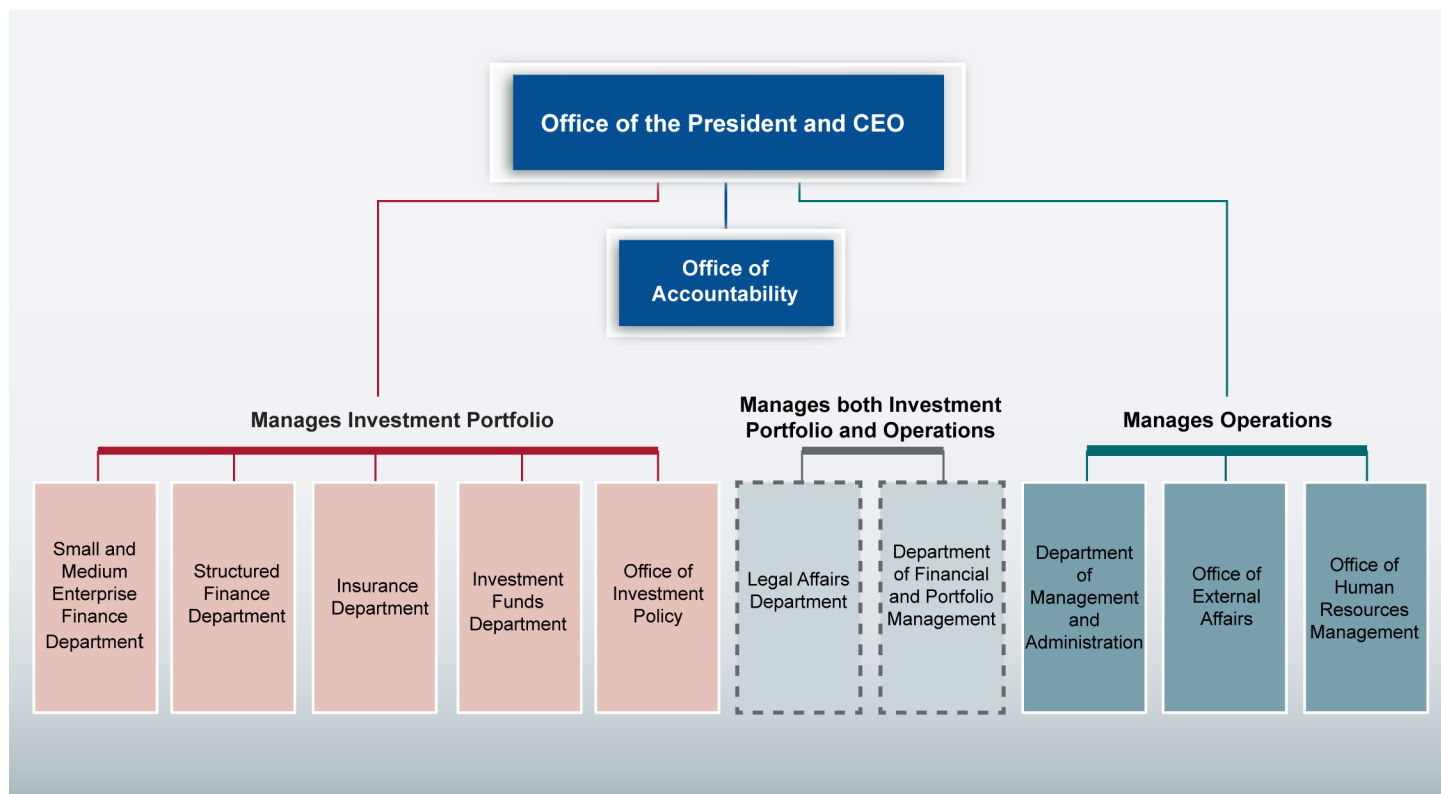 Office of the President and CEO
Office of
Accountability
Manages Investment Portfolio
Manages both Investment
Portfolio and Operations
Manages Operations
Small and
Medium
Enterprise
Finance
Department
Structured
Finance
Department
Insurance
Department
Investment
Funds
Department
Office of
Investment
Policy
Legal Affairs
Department
Department
of Financial
and Portfolio
Management
Department
of
Management
and
Administration
Office of
External
Affairs
Office of
Human
Resources
Management